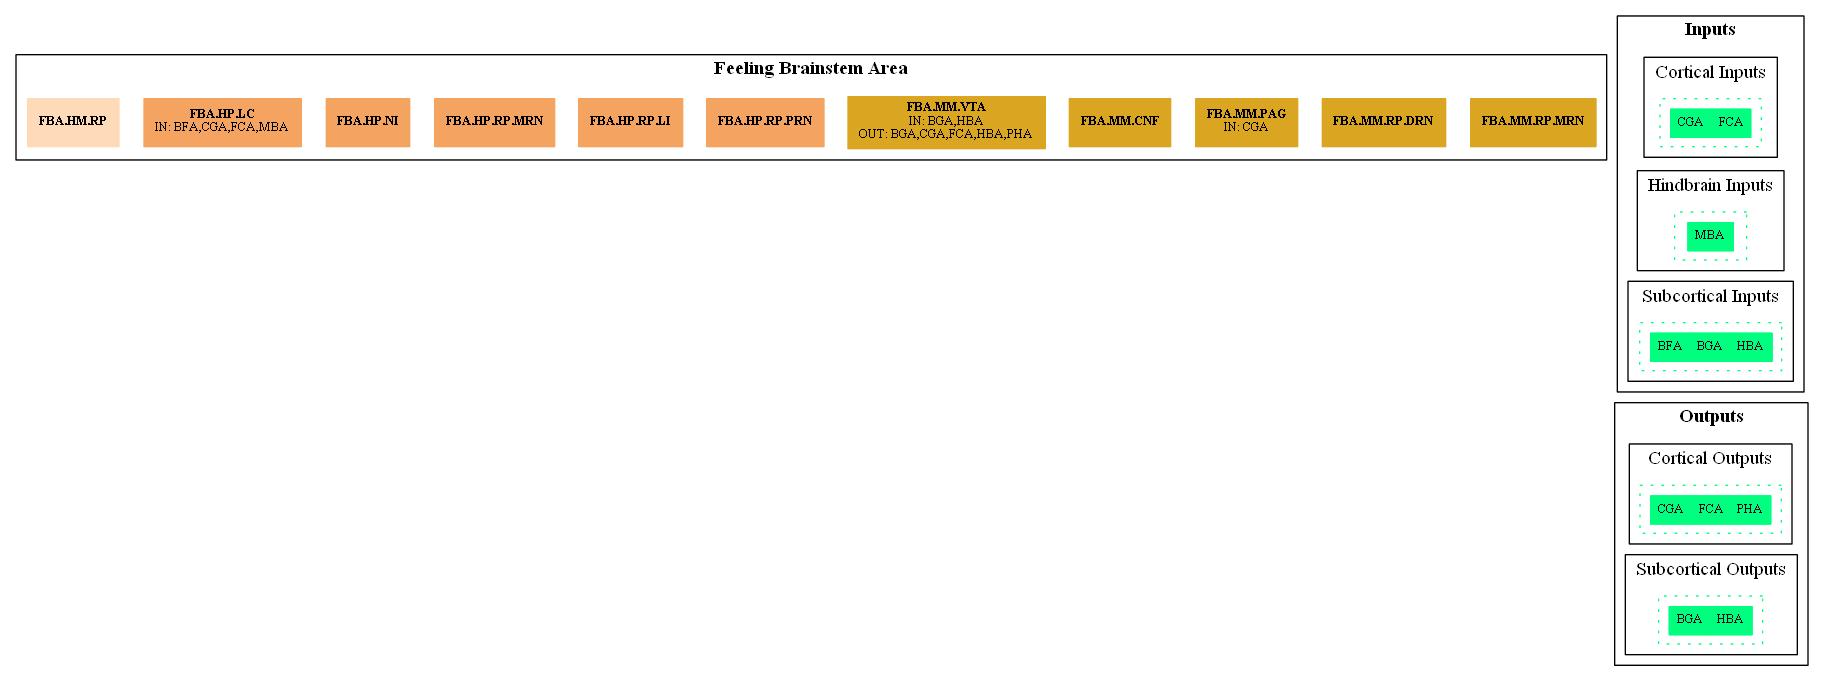 Feeling Brainstem Area
FBA.HM.RP
FBA.HP.LC
IN: BFA,CGA,FCA,MBA
FBA.HP.NI
FBA.HP.RP.MRN
FBA.HP.RP.LI
FBA.HP.RP.PRN
FBA.MM.VTA
IN: BGA,HBA
OUT: BGA,CGA,FCA,HBA,PHA
FBA.MM.CNF
FBA.MM.PAG
IN: CGA
FBA.MM.RP.DRN
FBA.MM.RP.MRN
Inputs
Cortical Inputs
CGA FCA
Hindbrain Inputs
MBA
Subcortical Inputs
BFA BGA HBA
Outputs
Cortical Outputs
CGA FCA PHA
Subcortical Outputs
BGA HBA